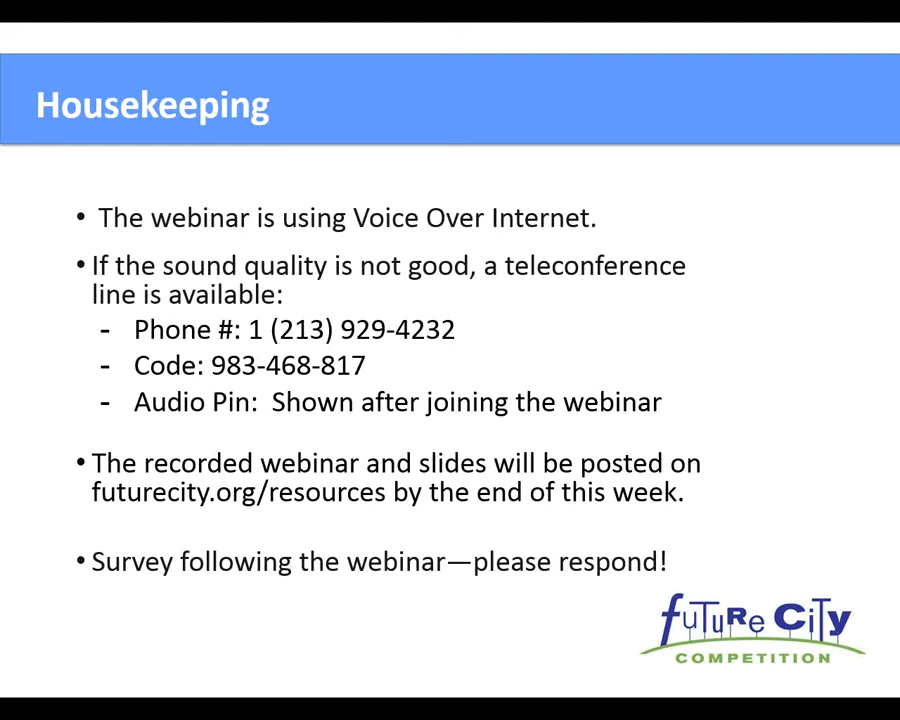 Housekeeping
• The webinar is using Voice Over Internet.
• If the sound quality is not good, a teleconference
line is available:
- Phone #: 1 (213) 929-4232
- Code: 983-468-817
- Audio Pin:  Shown after joining the webinar
• The recorded webinar and slides will be posted on
futurecity.org/resources by the end of this week.
• Survey following the webinar—please respond!
fuTuRe CiTy
COMPETITION